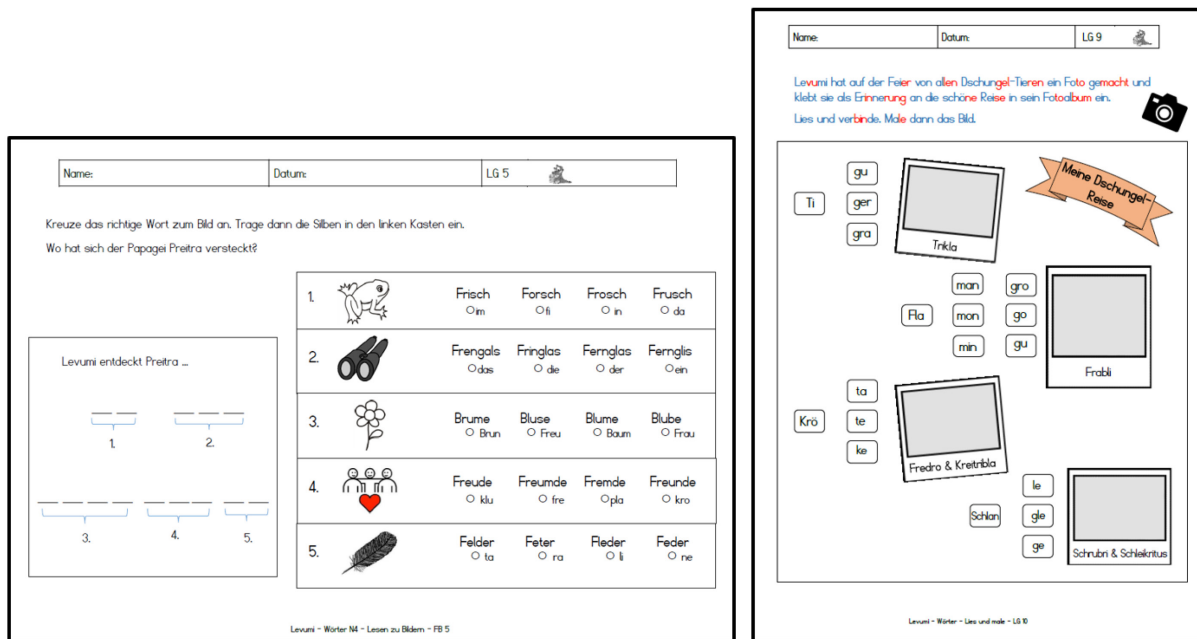 Name: Datum: LG 5
Kreuze das richtige Wort zum Bild an. Trage dann die Silben in den linken Kasten ein.
Wo hat sich der Papagei Preitra versteckt?
Levumi entdeckt Preitra ...
1. 2.
3. 4. 5.
1. Frisch Forsch Frosch Frusch
im fi in da
2. Frengals Fringlas Fernglas Fernglis
das die der ein
3. Brume Bluse Blume Blube
Brun Freu Baum Frau
4. Freude Freumde Fremde Freunde
klu fre pla kro
5. Felder Feter Fleder Feder
ta ra li ne
Levumi - Wörter N4 - Lesen zu Bildern - FB 5
Name: Datum: LG 9
Levumi hat auf der Feier von allen Dschungel-Tieren ein Foto gemacht und
klebt sie als Erinnerung an die schöne Reise in sein Fotoalbum ein.
Lies und verbinde. Male dann das Bild.
Meine Dschungel-
Reise
gu
Ti ger
gra
Trikla
man gro
Fla mon go
min gu
Frabli
ta
Krö te
ke
Fredro & Kreitribla
le
Schlan gle
ge
Schrubri & Schleikritus
Levumi - Wörter - Lies und male - LG 10